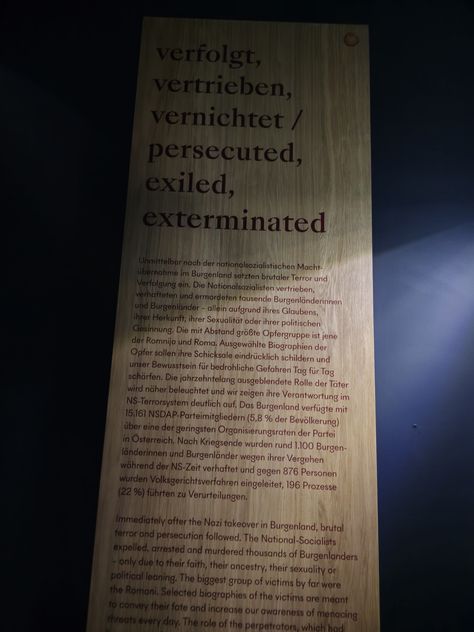 verfolgt,
vertrieben,
vernichtet /
persecuted,
exiled,
exterminated
Unmittelbar nach der nationalsozialistischen Macht-
übernahme im Burgenland setzten brutaler Terror und
Verfolgung ein. Die Nationalsozialisten vertrieben,
verhafteten und ermordeten tausende Burgenländerinnen
und Burgenländer – allein aufgrund ihres Glaubens,
ihrer Herkunft, ihrer Sexualität oder ihrer politischen
Gesinnung. Die mit Abstand größte Opfergruppe ist jene
der Romnija und Roma. Ausgewählte Biographien der
Opfer sollen ihre Schicksale eindrücklich schildern und
unser Bewusstsein für bedrohliche Gefahren Tag für Tag
schärfen. Die jahrzehntelang ausgeblendete Rolle der Täter
wird näher beleuchtet und wir zeigen ihre Verantwortung im
NS-Terrorsystem deutlich auf. Das Burgenland verfügte mit
15.161 NSDAP-Parteimitgliedern (5,8 % der Bevölkerung)
über eine der geringsten Organisierungsraten der Partei
in Österreich. Nach Kriegsende wurden rund 1.100 Burgen-
länderinnen und Burgenländer wegen ihrer Vergehen
während der NS-Zeit verhaftet und gegen 876 Personen
wurden Volksgerichtsverfahren eingeleitet, 196 Prozesse
(22 %) führten zu Verurteilungen.
Immediately after the Nazi takeover in Burgenland, brutal
terror and persecution followed. The National-Socialists
expelled, arrested and murdered thousands of Burgenlanders
– only due to their faith, their ancestry, their sexuality or
political leaning. The biggest group of victims by far were
the Romani. Selected biographies of the victims are meant
to convey their fate and increase our awareness of menacing
threats every day. The role of the perpetrators, which had